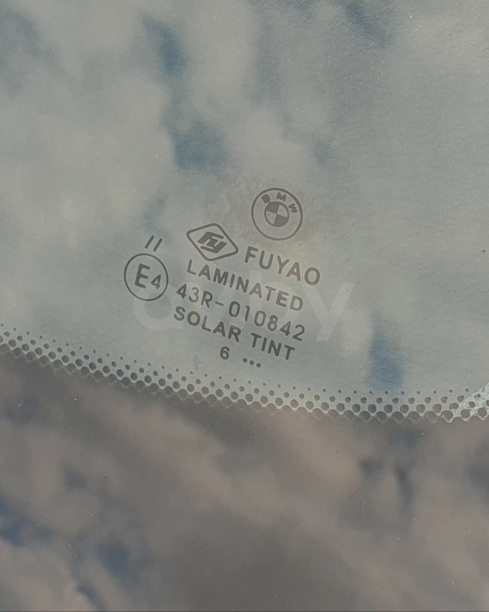 BMW
FUYAO
LAMINATED
II
E4
43R-010842
SOLAR TINT
6 ...